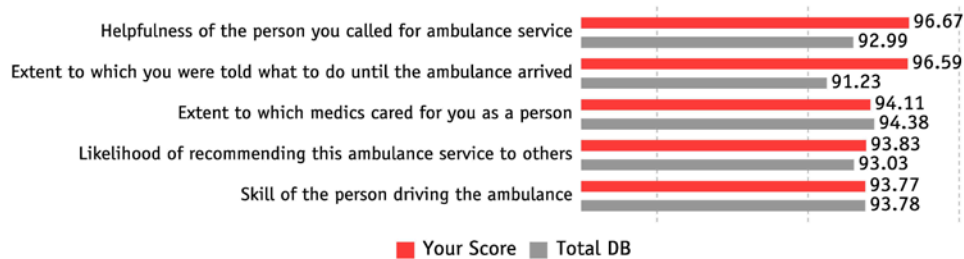 Helpfulness of the person you called for ambulance service
96.67
92.99
Extent to which you were told what to do until the ambulance arrived
96.59
91.23
Extent to which medics cared for you as a person
94.11
94.38
Likelihood of recommending this ambulance service to others
93.83
93.03
Skill of the person driving the ambulance
93.77
93.78
Your Score Total DB